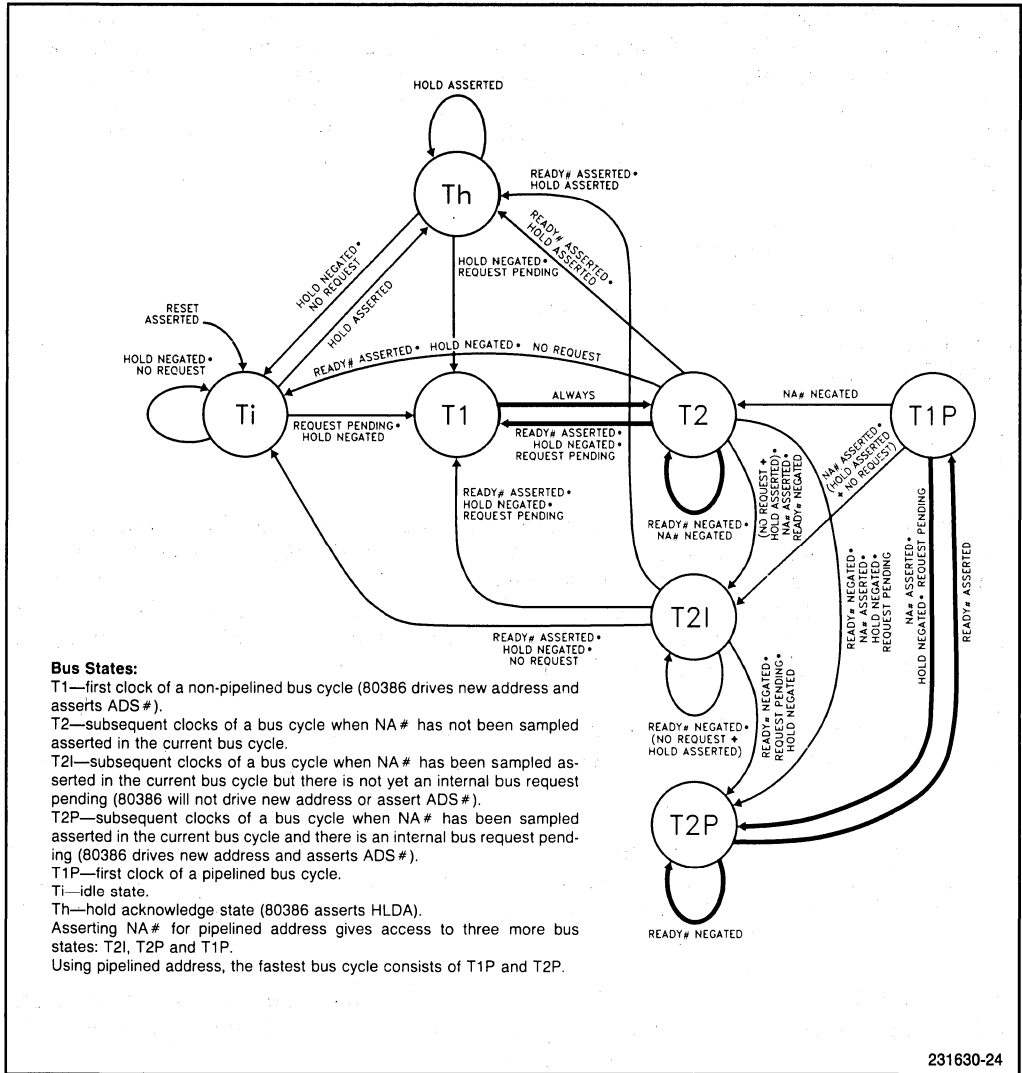 HOLD ASSERTED
Th
READY# ASSERTED•
HOLD ASSERTED
READY# ASSERTED•
HOLD ASSERTED
HOLD NEGATED•
REQUEST PENDING
HOLD NEGATED•
NO REQUEST
HOLD ASSERTED
RESET
ASSERTED
HOLD NEGATED•
NO REQUEST
READY# ASSERTED• HOLD NEGATED• NO REQUEST
Ti
REQUEST PENDING•
HOLD NEGATED
T1
ALWAYS
READY# ASSERTED•
HOLD NEGATED•
REQUEST PENDING
T2
NA# NEGATED
T1P
READY# NEGATED•
NA# NEGATED
(NO REQUEST +
HOLD ASSERTED)•
NA# ASSERTED•
READY# NEGATED
NA# ASSERTED•
(HOLD ASSERTED
+ NO REQUEST)
READY# NEGATED•
NA# ASSERTED•
HOLD NEGATED•
REQUEST PENDING
NA# ASSERTED•
HOLD NEGATED• REQUEST PENDING
READY# ASSERTED
READY# ASSERTED•
HOLD NEGATED•
REQUEST PENDING
T2I
READY# ASSERTED•
HOLD NEGATED•
NO REQUEST
READY# NEGATED•
(NO REQUEST +
HOLD ASSERTED)
READY# NEGATED•
REQUEST PENDING•
HOLD NEGATED
T2P
READY# NEGATED
Bus States:
T1—first clock of a non-pipelined bus cycle (80386 drives new address and
asserts ADS#).
T2—subsequent clocks of a bus cycle when NA# has not been sampled
asserted in the current bus cycle.
T2I—subsequent clocks of a bus cycle when NA# has been sampled as-
serted in the current bus cycle but there is not yet an internal bus request
pending (80386 will not drive new address or assert ADS#).
T2P—subsequent clocks of a bus cycle when NA# has been sampled
asserted in the current bus cycle and there is an internal bus request pend-
ing (80386 drives new address and asserts ADS#).
T1P—first clock of a pipelined bus cycle.
Ti—idle state.
Th—hold acknowledge state (80386 asserts HLDA).
Asserting NA# for pipelined address gives access to three more bus
states: T2I, T2P and T1P.
Using pipelined address, the fastest bus cycle consists of T1P and T2P.
231630-24